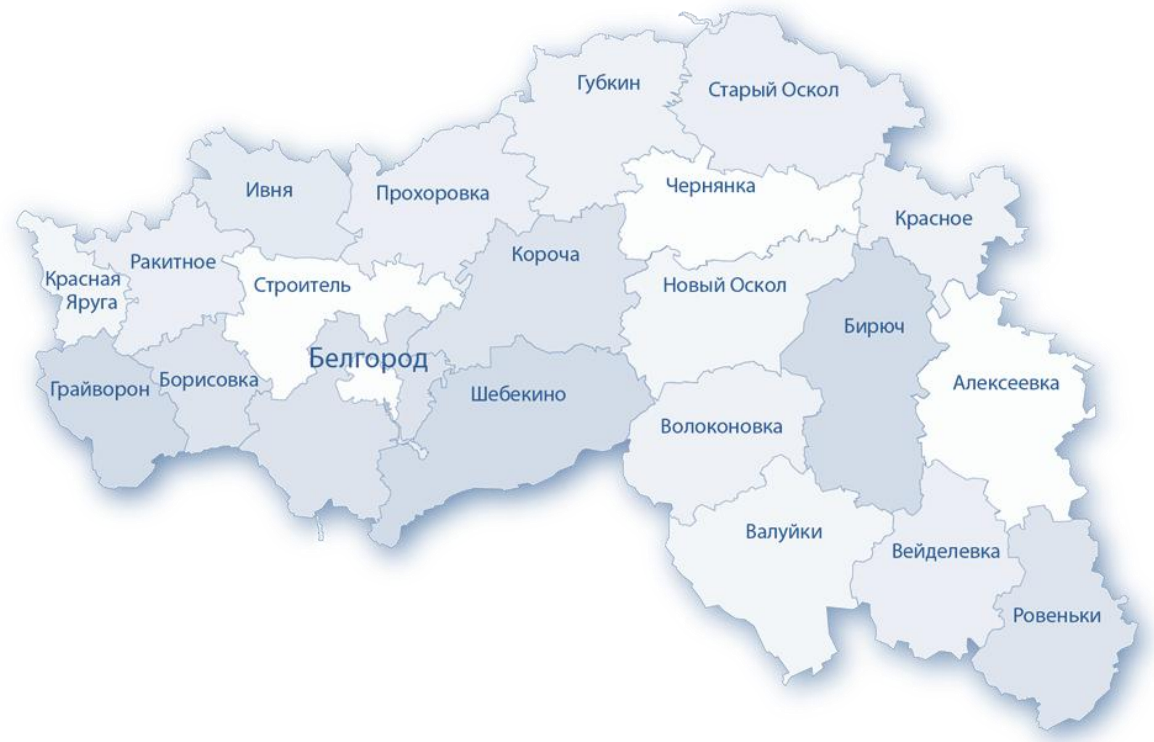 Губкин
Старый Оскол
Ивня
Прохоровка
Чернянка
Красное
Ракитное
Красная
Яруга
Строитель
Короча
Новый Оскол
Бирюч
Белгород
Грайворон
Борисовка
Шебекино
Алексеевка
Волоконовка
Валуйки
Вейделевка
Ровеньки